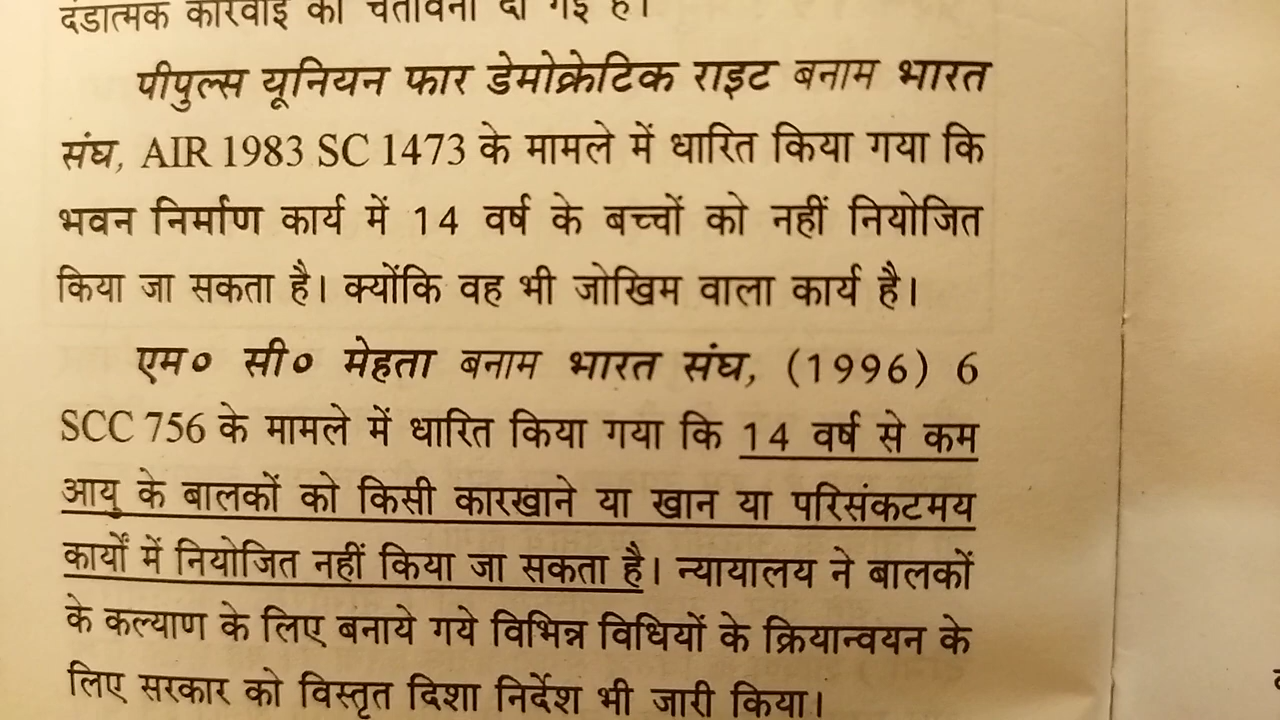 दंडात्मक कार्रवाई की चेतावनी दी गई है।
पीपुल्स यूनियन फार डेमोक्रेटिक राइट बनाम भारत
संघ, AIR 1983 SC 1473 के मामले में धारित किया गया कि
भवन निर्माण कार्य में 14 वर्ष के बच्चों को नहीं नियोजित
किया जा सकता है। क्योंकि वह भी जोखिम वाला कार्य है।
एम० सी० मेहता बनाम भारत संघ, (1996) 6
SCC 756 के मामले में धारित किया गया कि 14 वर्ष से कम
आयु के बालकों को किसी कारखाने या खान या परिसंकटमय
कार्यों में नियोजित नहीं किया जा सकता है। न्यायालय ने बालकों
के कल्याण के लिए बनाये गये विभिन्न विधियों के क्रियान्वयन के
लिए सरकार को विस्तृत दिशा निर्देश भी जारी किया।